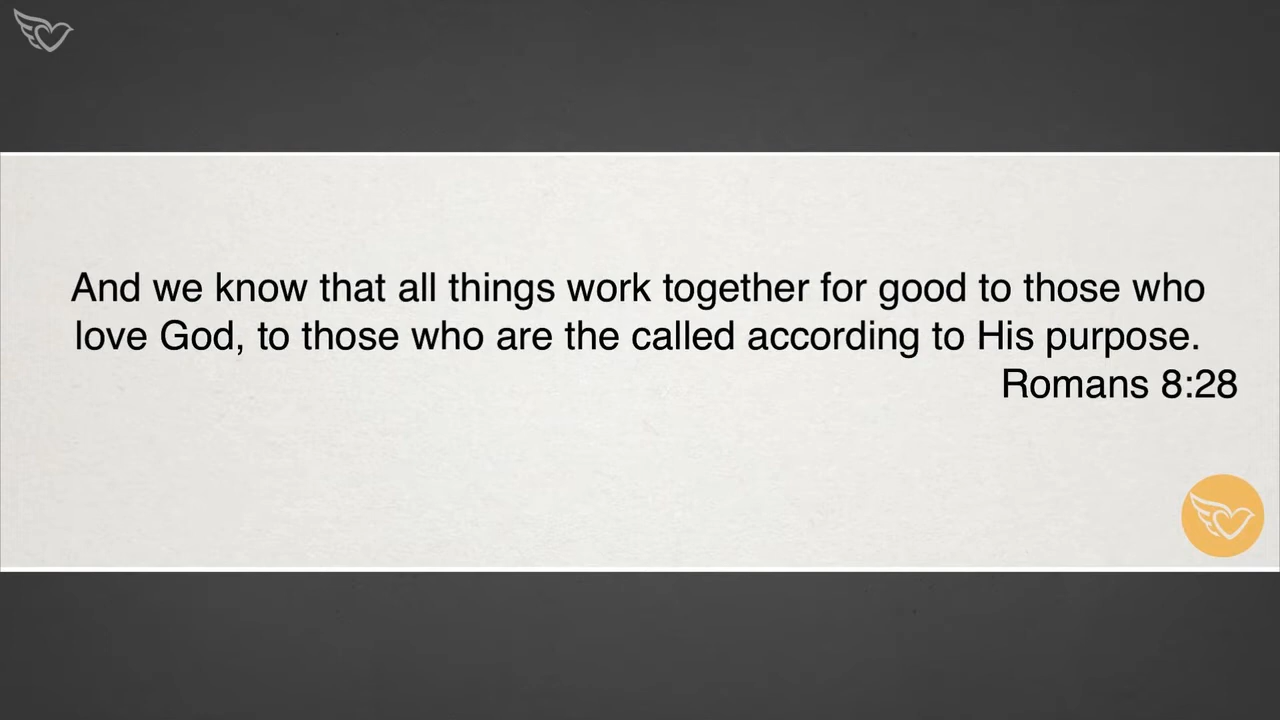 And we know that all things work together for good to those who
love God, to those who are the called according to His purpose.
Romans 8:28